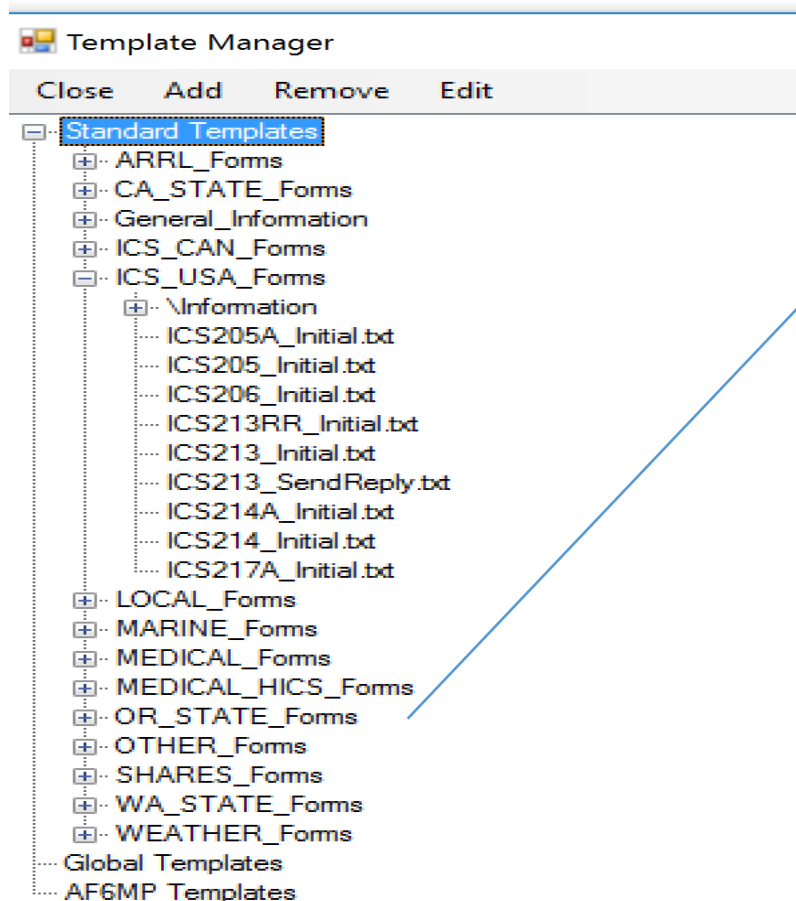 Template Manager
Close Add Remove Edit
Standard Templates
ARRL_Forms
CA_STATE_Forms
General_Information
ICS_CAN_Forms
ICS_USA_Forms
\Information
ICS205A_Initial.txt
ICS205_Initial.txt
ICS206_Initial.txt
ICS213RR_Initial.txt
ICS213_Initial.txt
ICS213_SendReply.txt
ICS214A_Initial.txt
ICS214_Initial.txt
ICS217A_Initial.txt
LOCAL_Forms
MARINE_Forms
MEDICAL_Forms
MEDICAL_HICS_Forms
OR_STATE_Forms
OTHER_Forms
SHARES_Forms
WA_STATE_Forms
WEATHER_Forms
Global Templates
AF6MP Templates